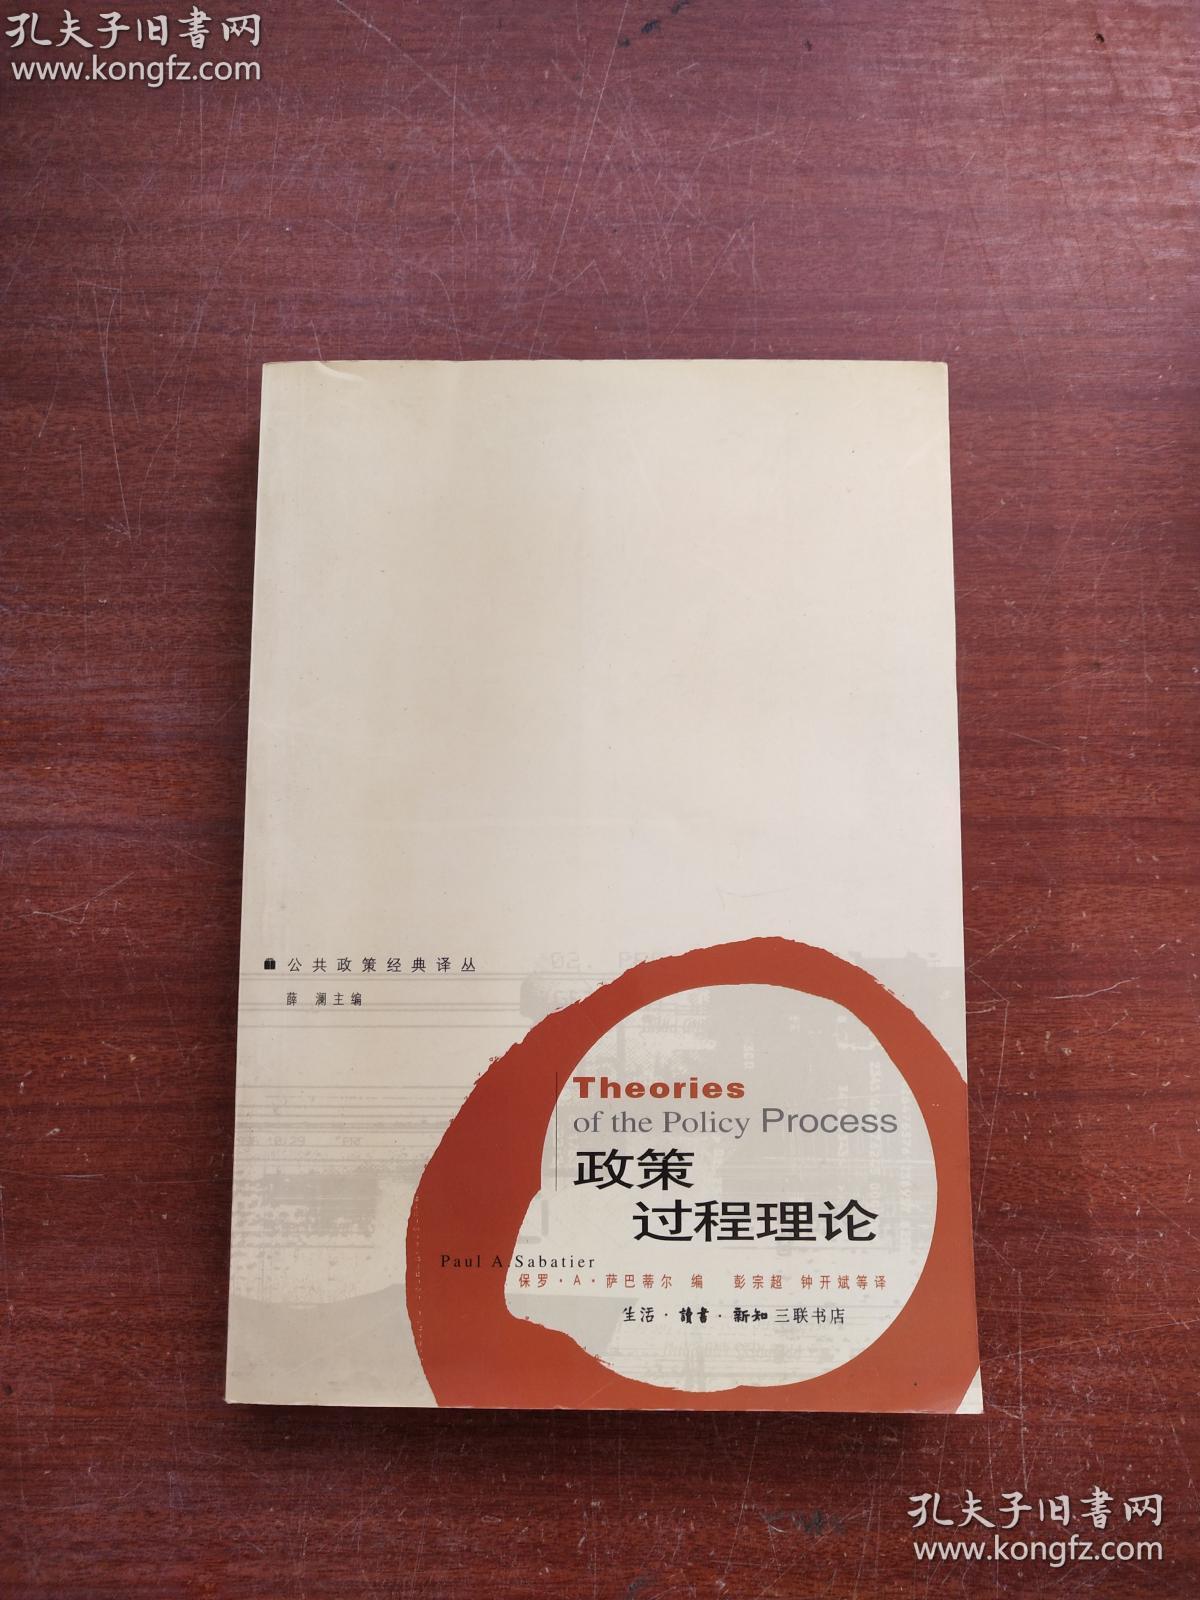 孔夫子旧書网
www.kongfz.com
公共政策经典译丛
薛 澜主编
Theories
of the Policy Process
政策
过程理论
Paul A.Sabatier
保罗·A·萨巴蒂尔 编 彭宗超 钟开斌等译
生活·讀書·新知三联书店
孔夫子旧書网
www.kongfz.com